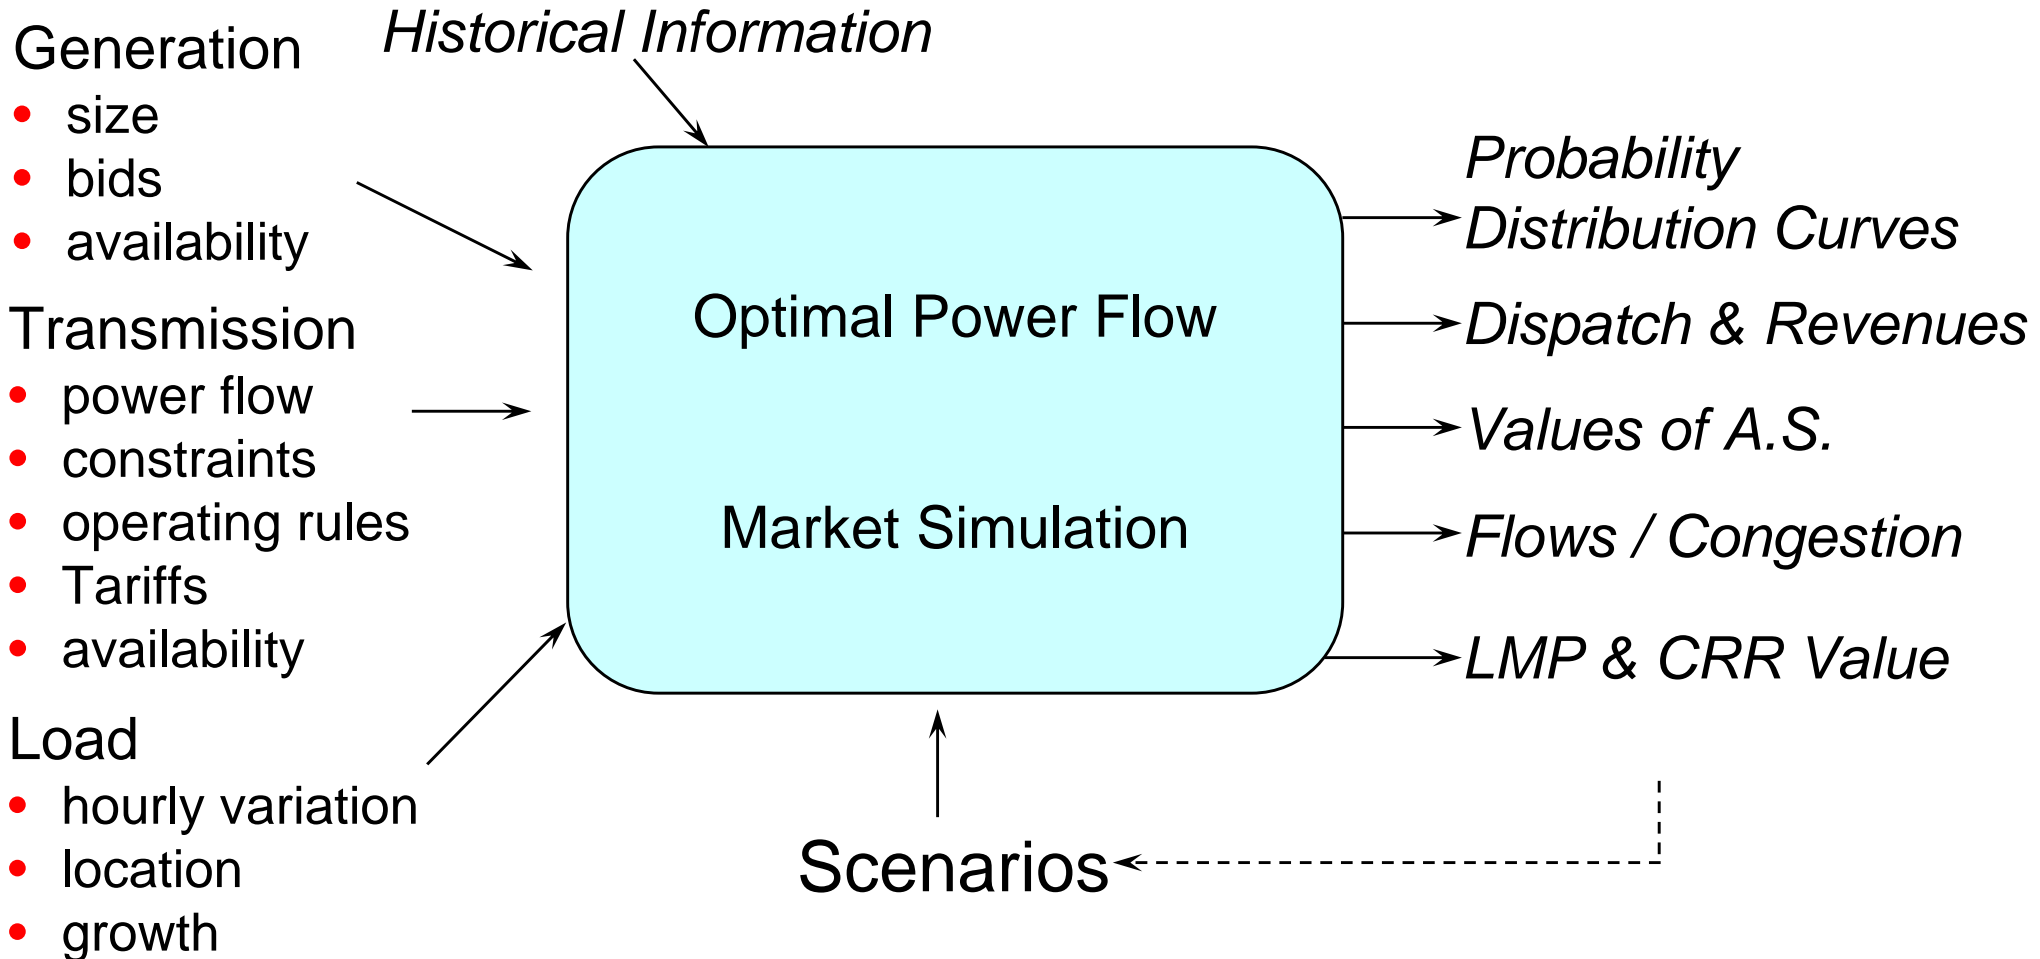 Historical Information
Generation
• size
• bids
• availability
Transmission
• power flow
• constraints
• operating rules
• Tariffs
• availability
Load
• hourly variation
• location
• growth
Optimal Power Flow
Market Simulation
Scenarios
Probability
Distribution Curves
Dispatch & Revenues
Values of A.S.
Flows / Congestion
LMP & CRR Value